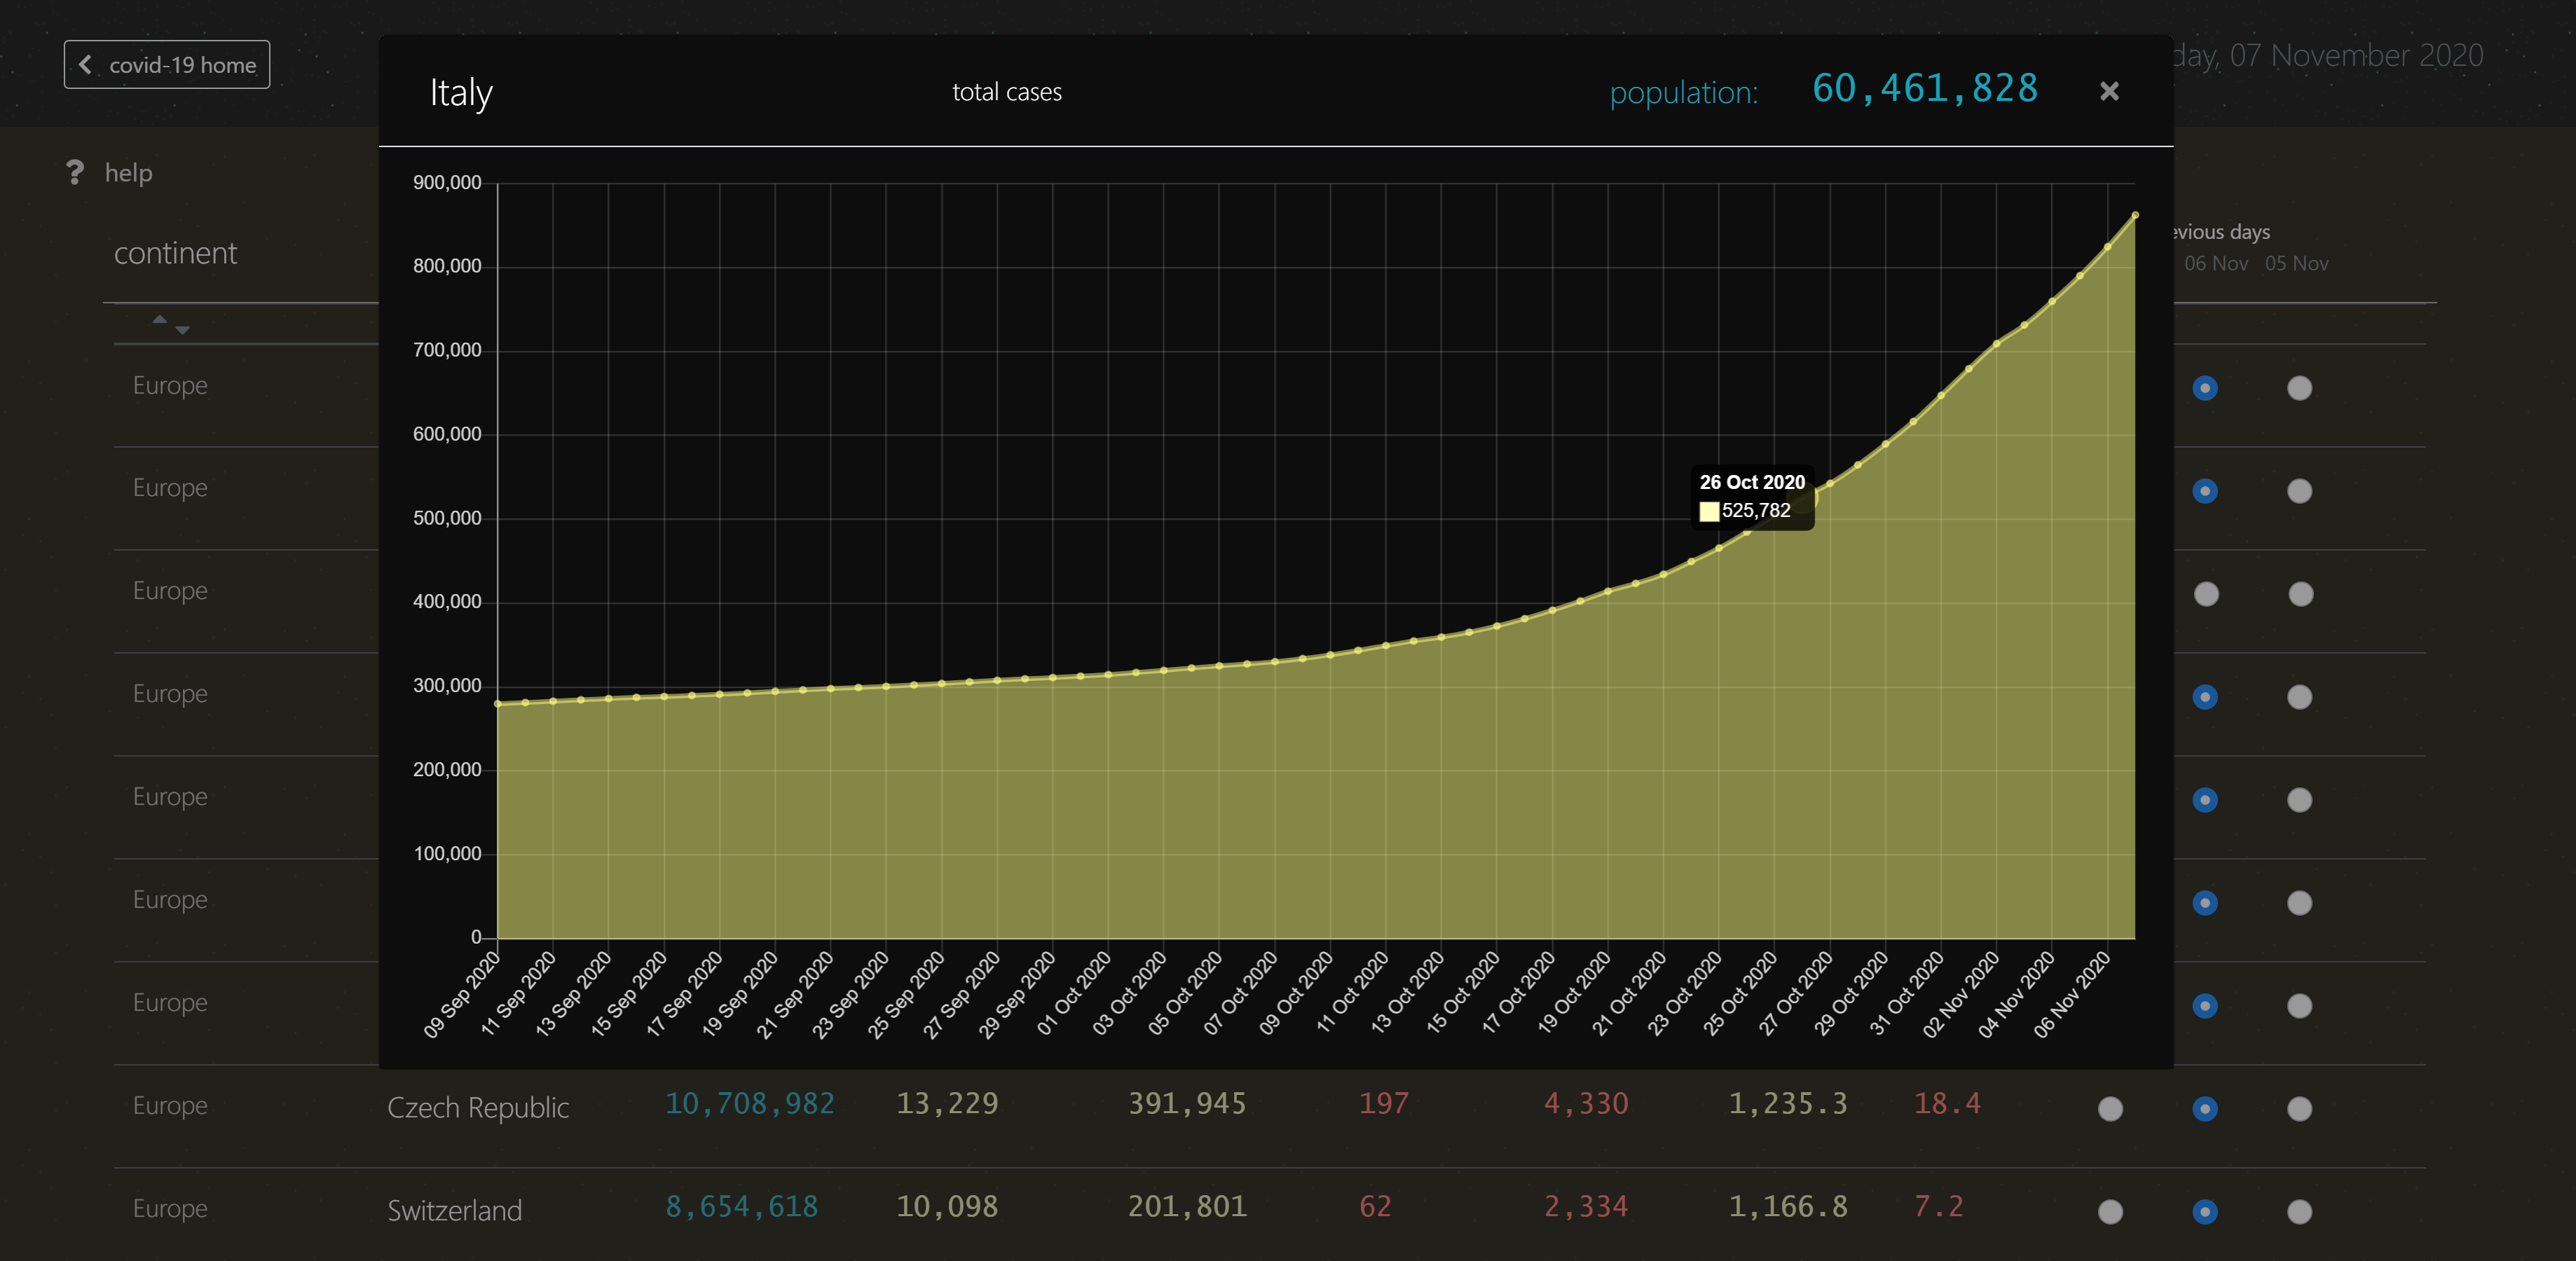 covid-19 home
day, 07 November 2020
Italy total cases population: 60,461,828
help
continent
evious days
06 Nov 05 Nov
900,000
800,000
700,000
600,000
500,000
400,000
300,000
200,000
100,000
0
26 Oct 2020
525,782
09 Sep 2020 11 Sep 2020 13 Sep 2020 15 Sep 2020 17 Sep 2020 19 Sep 2020 21 Sep 2020 23 Sep 2020 25 Sep 2020 27 Sep 2020 29 Sep 2020 01 Oct 2020 03 Oct 2020 05 Oct 2020 07 Oct 2020 09 Oct 2020 11 Oct 2020 13 Oct 2020 15 Oct 2020 17 Oct 2020 19 Oct 2020 21 Oct 2020 23 Oct 2020 25 Oct 2020 27 Oct 2020 29 Oct 2020 31 Oct 2020 02 Nov 2020 04 Nov 2020 06 Nov 2020
Europe
Europe
Europe
Europe
Europe
Europe
Europe
Europe Czech Republic 10,708,982 13,229 391,945 197 4,330 1,235.3 18.4
Europe Switzerland 8,654,618 10,098 201,801 62 2,334 1,166.8 7.2